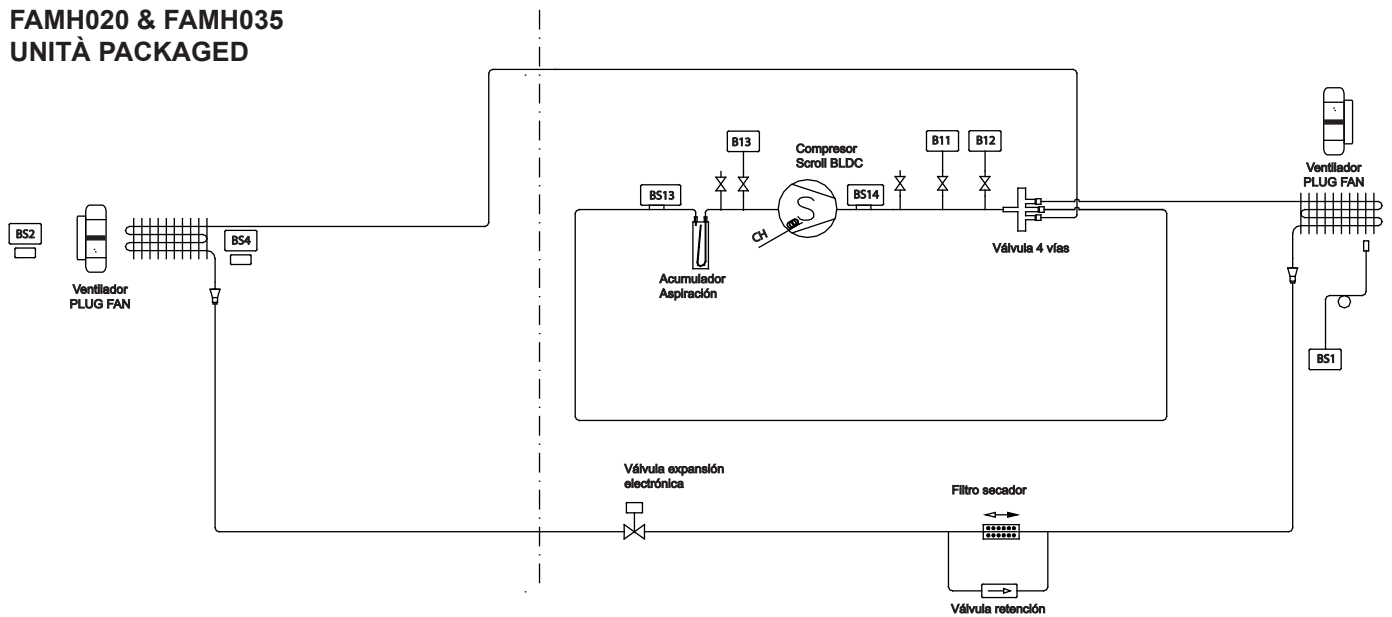 FAMH020 & FAMH035
UNITÀ PACKAGED
B13
Compresor
Scroll BLDC
B11
B12
Ventilador
PLUG FAN
BS13
BS14
S
CH
BS2
BS4
Válvula 4 vías
Ventilador
PLUG FAN
Acumulador
Aspiración
BS1
Válvula expansión
electrónica
Filtro secador
Válvula retención